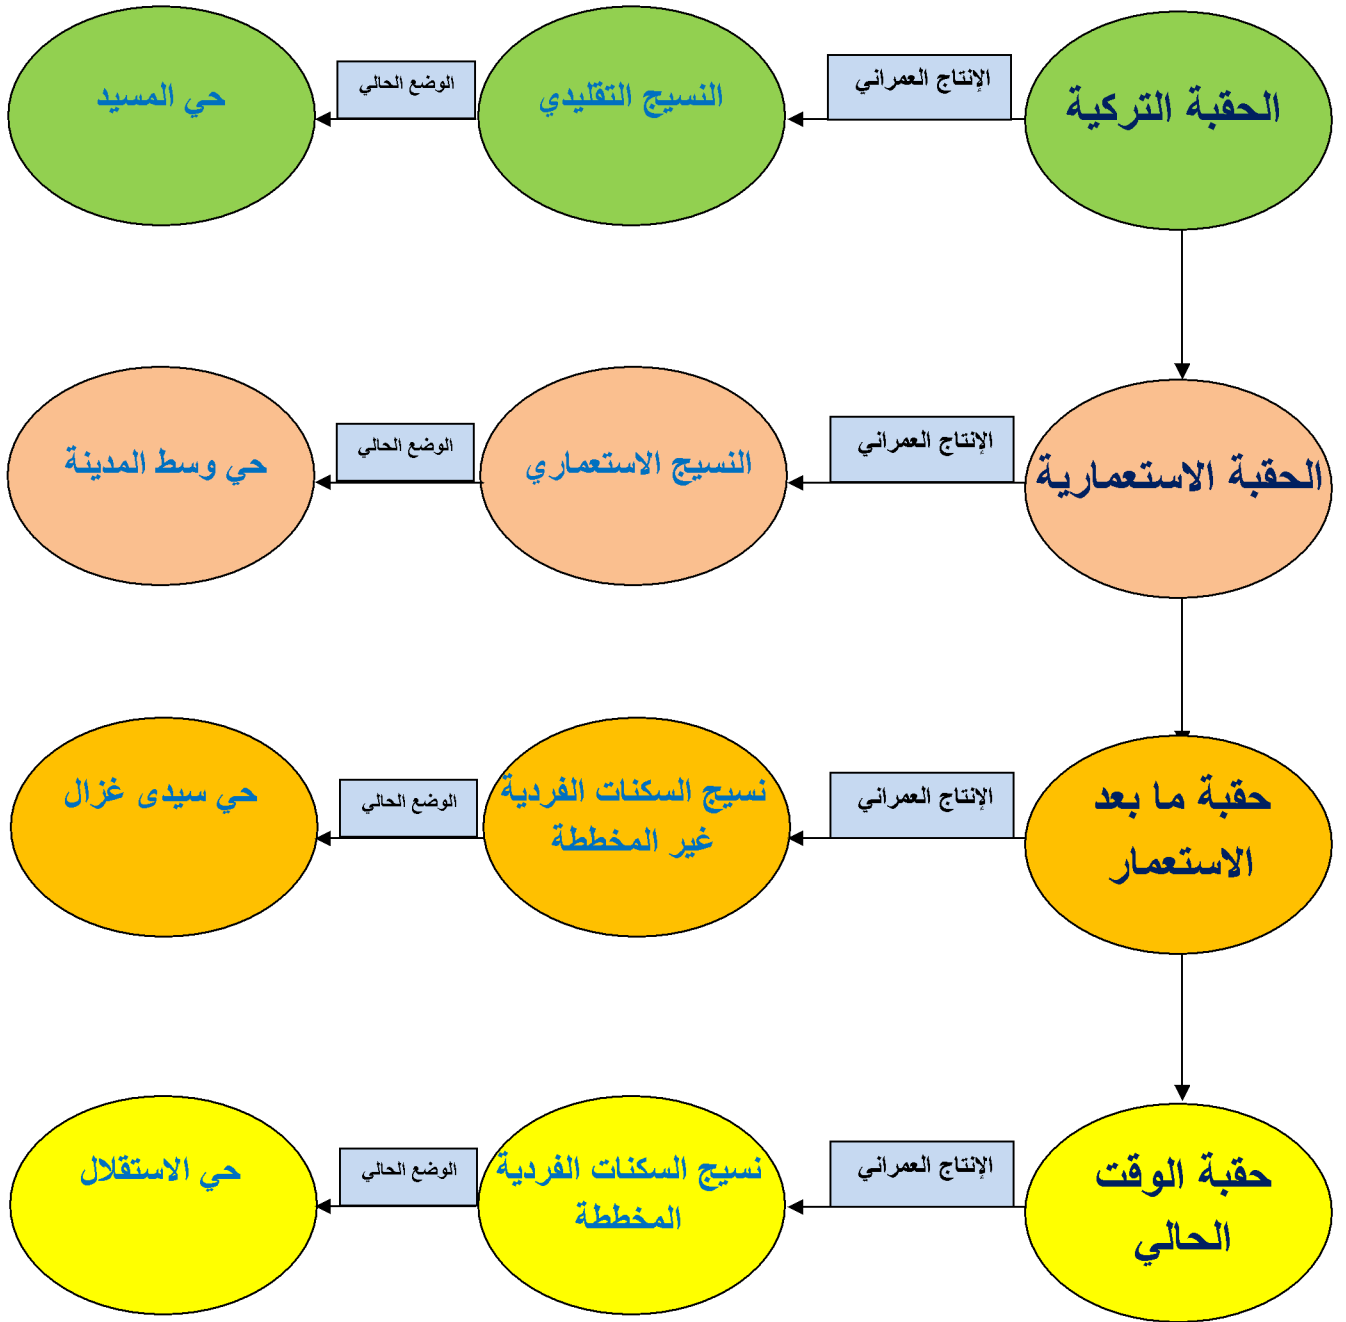 الحقبة التركية
الإنتاج العمراني
النسيج التقليدي
الوضع الحالي
حي المسيد
الحقبة الاستعمارية
الإنتاج العمراني
النسيج الاستعماري
الوضع الحالي
حي وسط المدينة
حقبة ما بعد
الاستعمار
الإنتاج العمراني
نسيج السكنات الفردية
غير المخططة
الوضع الحالي
حي سيدى غزال
حقبة الوقت
الحالي
الإنتاج العمراني
نسيج السكنات الفردية
المخططة
الوضع الحالي
حي الاستقلال